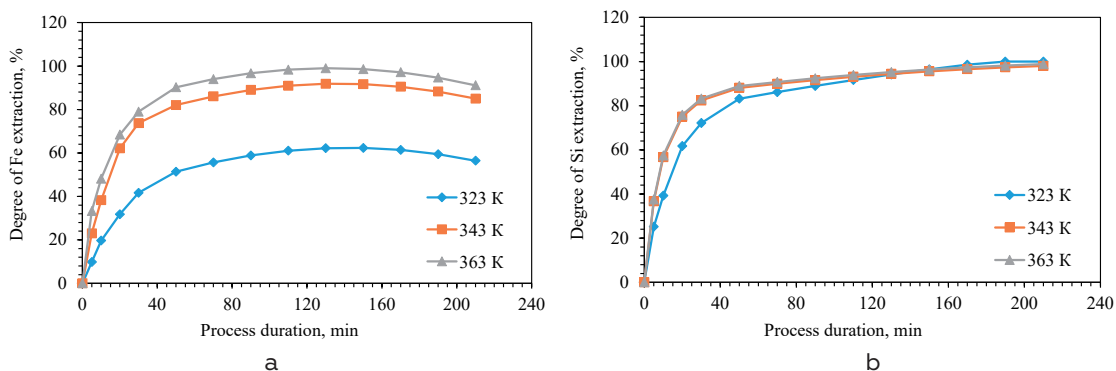 Degree of Fe extraction, %
120
100
80
60
40
20
0
323 K
343 K
363 K
0 40 80 120 160 200 240
Process duration, min
a
Degree of Si extraction, %
120
100
80
60
40
20
0
323 K
343 K
363 K
0 40 80 120 160 200 240
Process duration, min
b